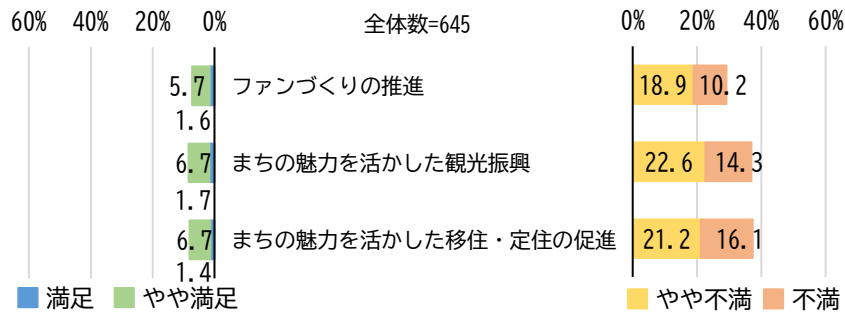 60% 40% 20% 0% 全体数=645 0% 20% 40% 60%
5.7 ファンづくりの推進 18.9 10.2
1.6
6.7 まちの魅力を活かした観光振興 22.6 14.3
1.7
6.7 まちの魅力を活かした移住・定住の促進 21.2 16.1
1.4
満足 やや満足 やや不満 不満